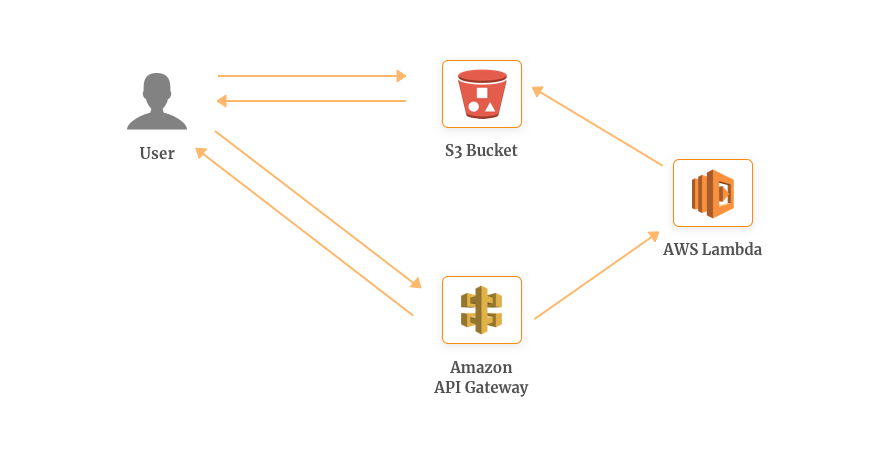 User
S3 Bucket
AWS Lambda
Amazon
API Gateway